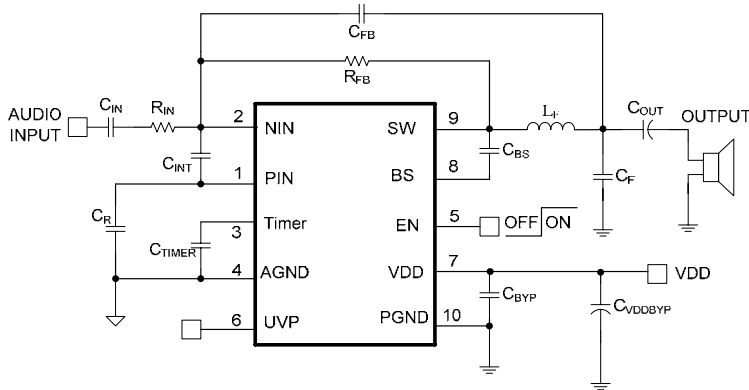 CFB
RFB
AUDIO
INPUT
CIN
RIN
2
NIN
SW
9
LF
COUT
OUTPUT
CINT
CBS
8
BS
1
PIN
CF
CR
CTIMER
Timer
3
EN
5
OFF
ON
4
AGND
VDD
7
VDD
CBYP
CVDDBYP
6
UVP
PGND
10